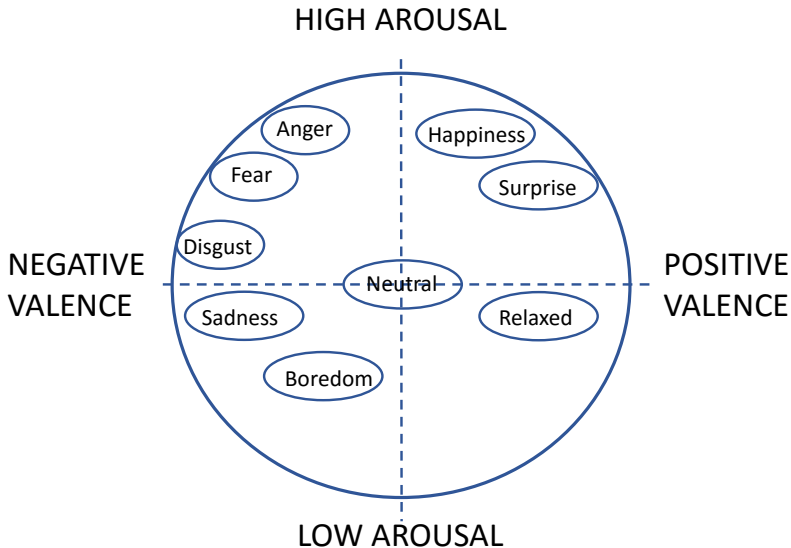 HIGH AROUSAL
Anger
Happiness
Fear
Surprise
Disgust
NEGATIVE
VALENCE
Neutral
POSITIVE
VALENCE
Sadness
Relaxed
Boredom
LOW AROUSAL